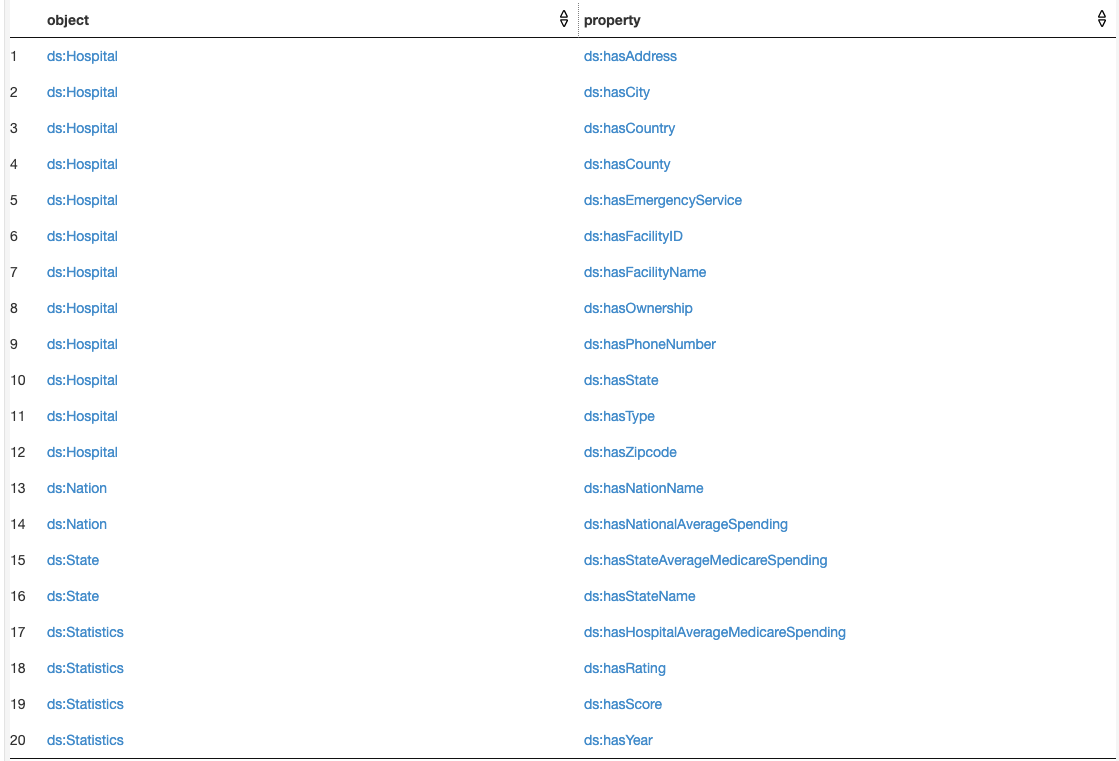 object property
1 ds:Hospital ds:hasAddress
2 ds:Hospital ds:hasCity
3 ds:Hospital ds:hasCountry
4 ds:Hospital ds:hasCounty
5 ds:Hospital ds:hasEmergencyService
6 ds:Hospital ds:hasFacilityID
7 ds:Hospital ds:hasFacilityName
8 ds:Hospital ds:hasOwnership
9 ds:Hospital ds:hasPhoneNumber
10 ds:Hospital ds:hasState
11 ds:Hospital ds:hasType
12 ds:Hospital ds:hasZipcode
13 ds:Nation ds:hasNationName
14 ds:Nation ds:hasNationalAverageSpending
15 ds:State ds:hasStateAverageMedicareSpending
16 ds:State ds:hasStateName
17 ds:Statistics ds:hasHospitalAverageMedicareSpending
18 ds:Statistics ds:hasRating
19 ds:Statistics ds:hasScore
20 ds:Statistics ds:hasYear